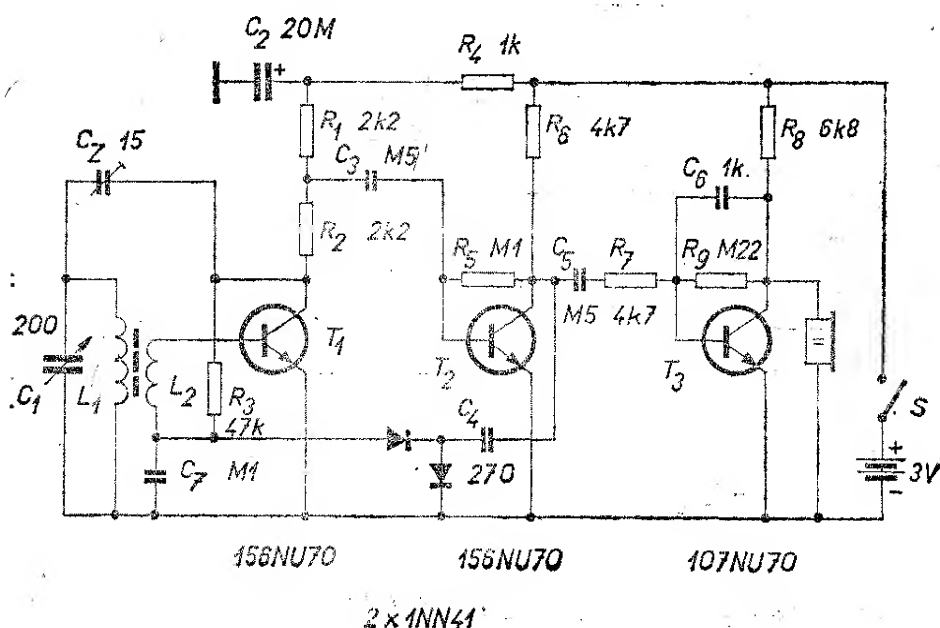 C2 20M
R4 1k
R1 2k2
R6 4k7
R8 6k8
CZ 15
C3 M5
C6 1k.
R2 2k2
R5 M1
C5
R7
R9 M22
M5 4k7
200
C1
L1
L2
T1
T2
T3
R3
47k
C4
270
S
C7 M1
+
3V
-
156NU70
156NU70
107NU70
2x1NN41